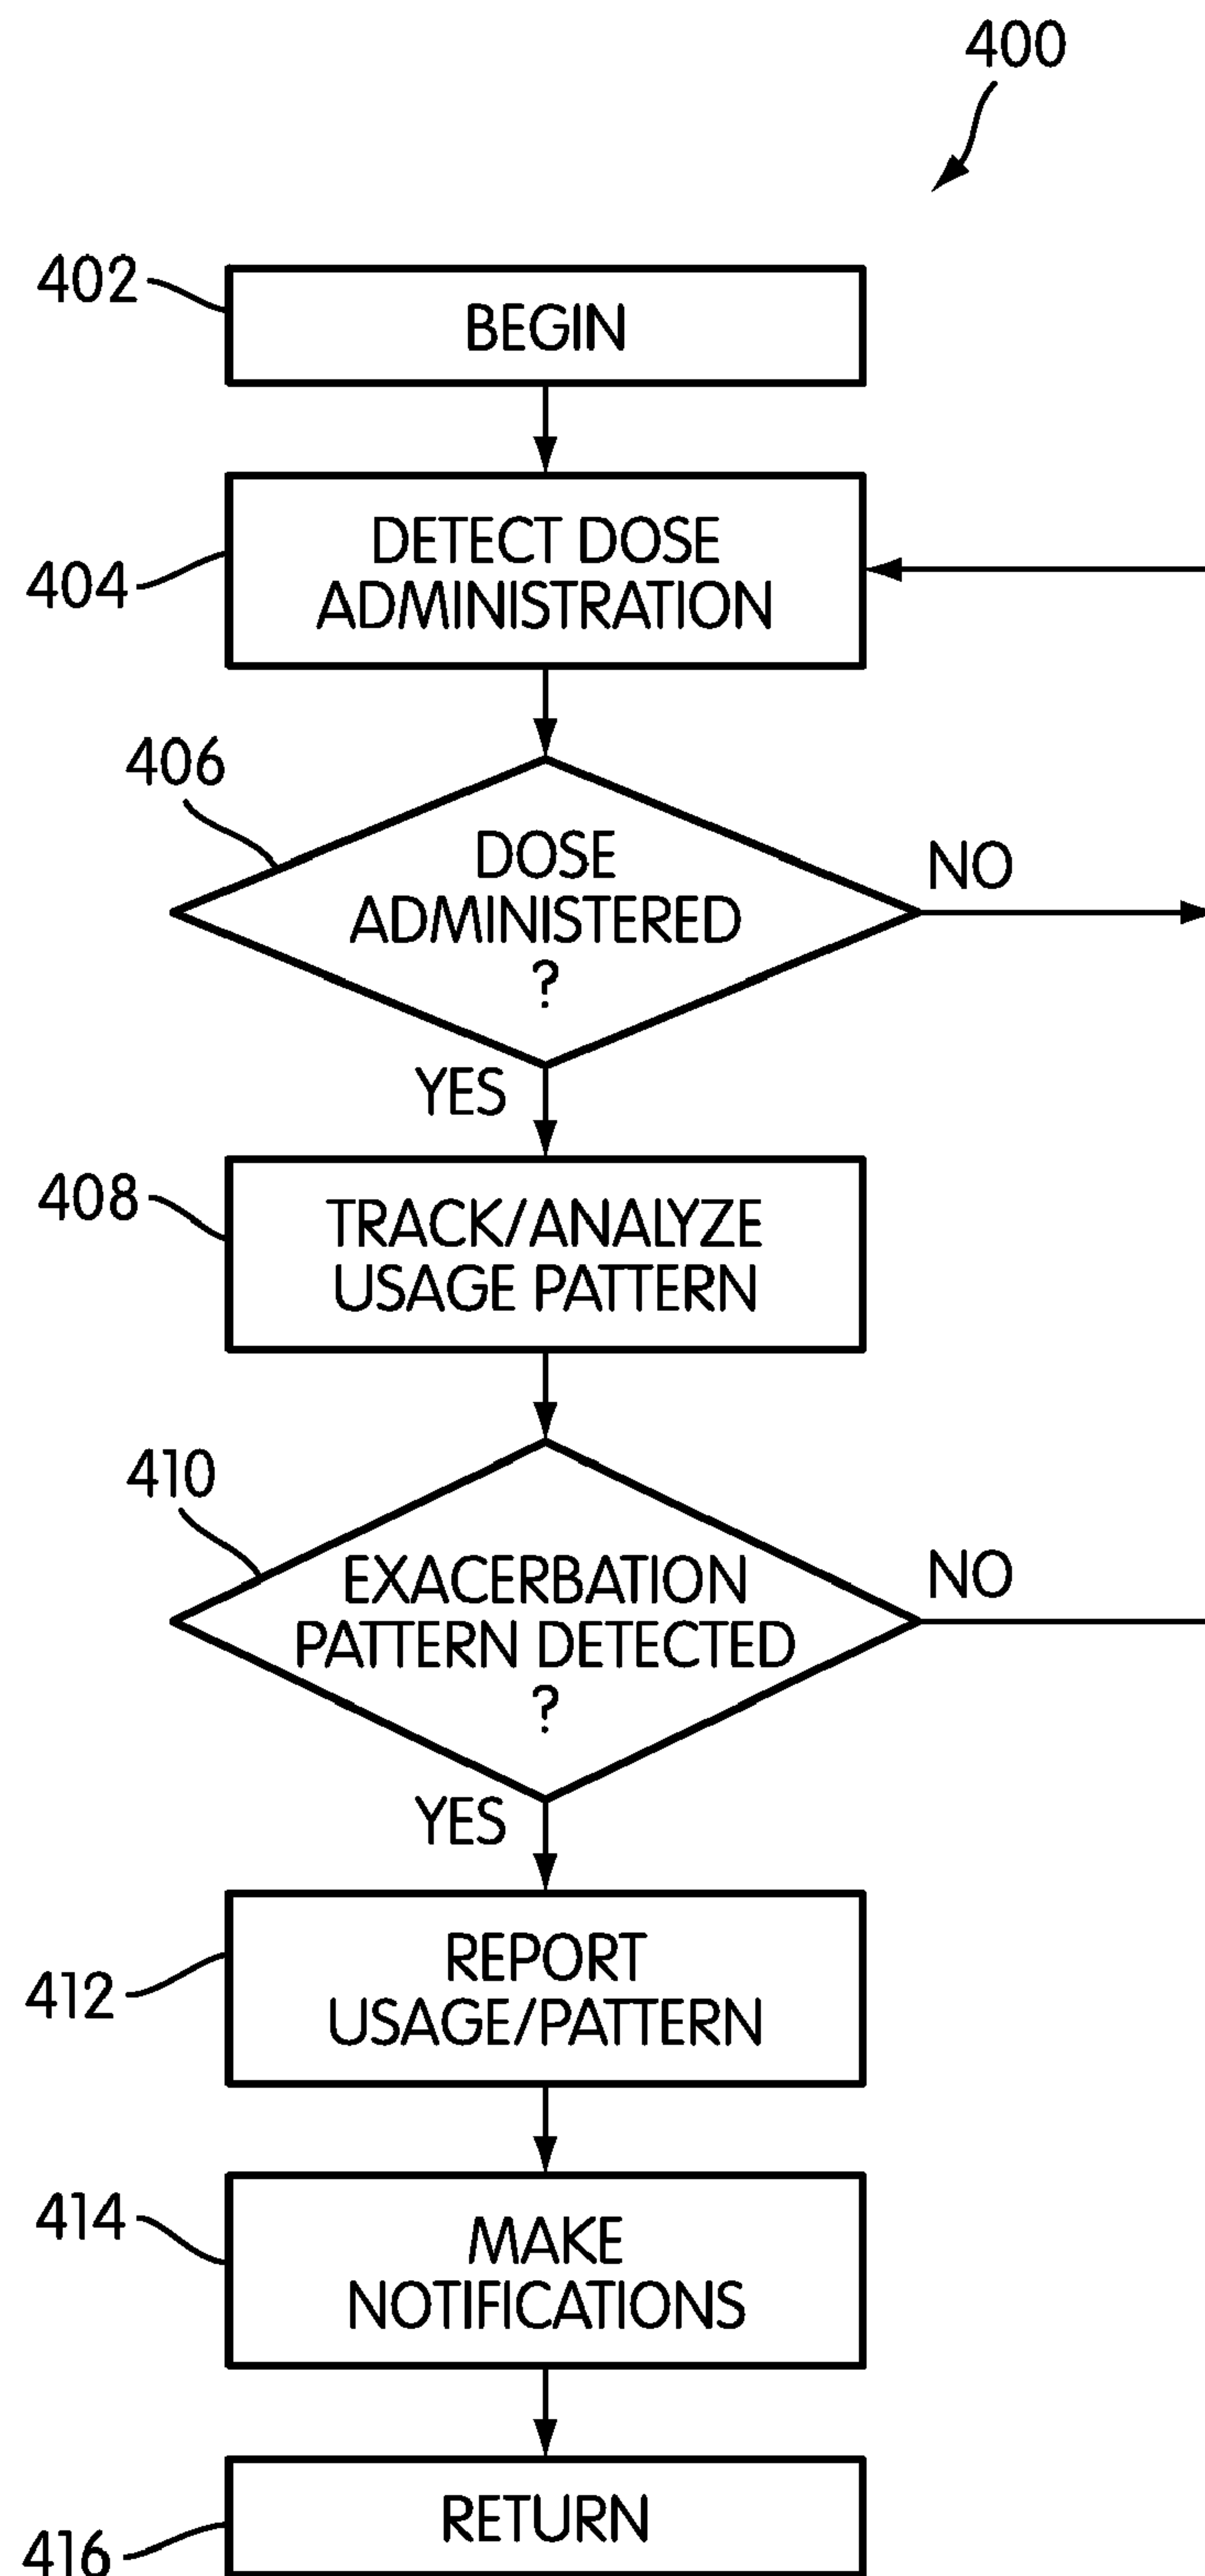 400
402
BEGIN
404
DETECT DOSE
ADMINISTRATION
406
DOSE
ADMINISTERED
?
NO
YES
408
TRACK/ANALYZE
USAGE PATTERN
410
EXACERBATION
PATTERN DETECTED
?
NO
YES
412
REPORT
USAGE/PATTERN
414
MAKE
NOTIFICATIONS
416
RETURN